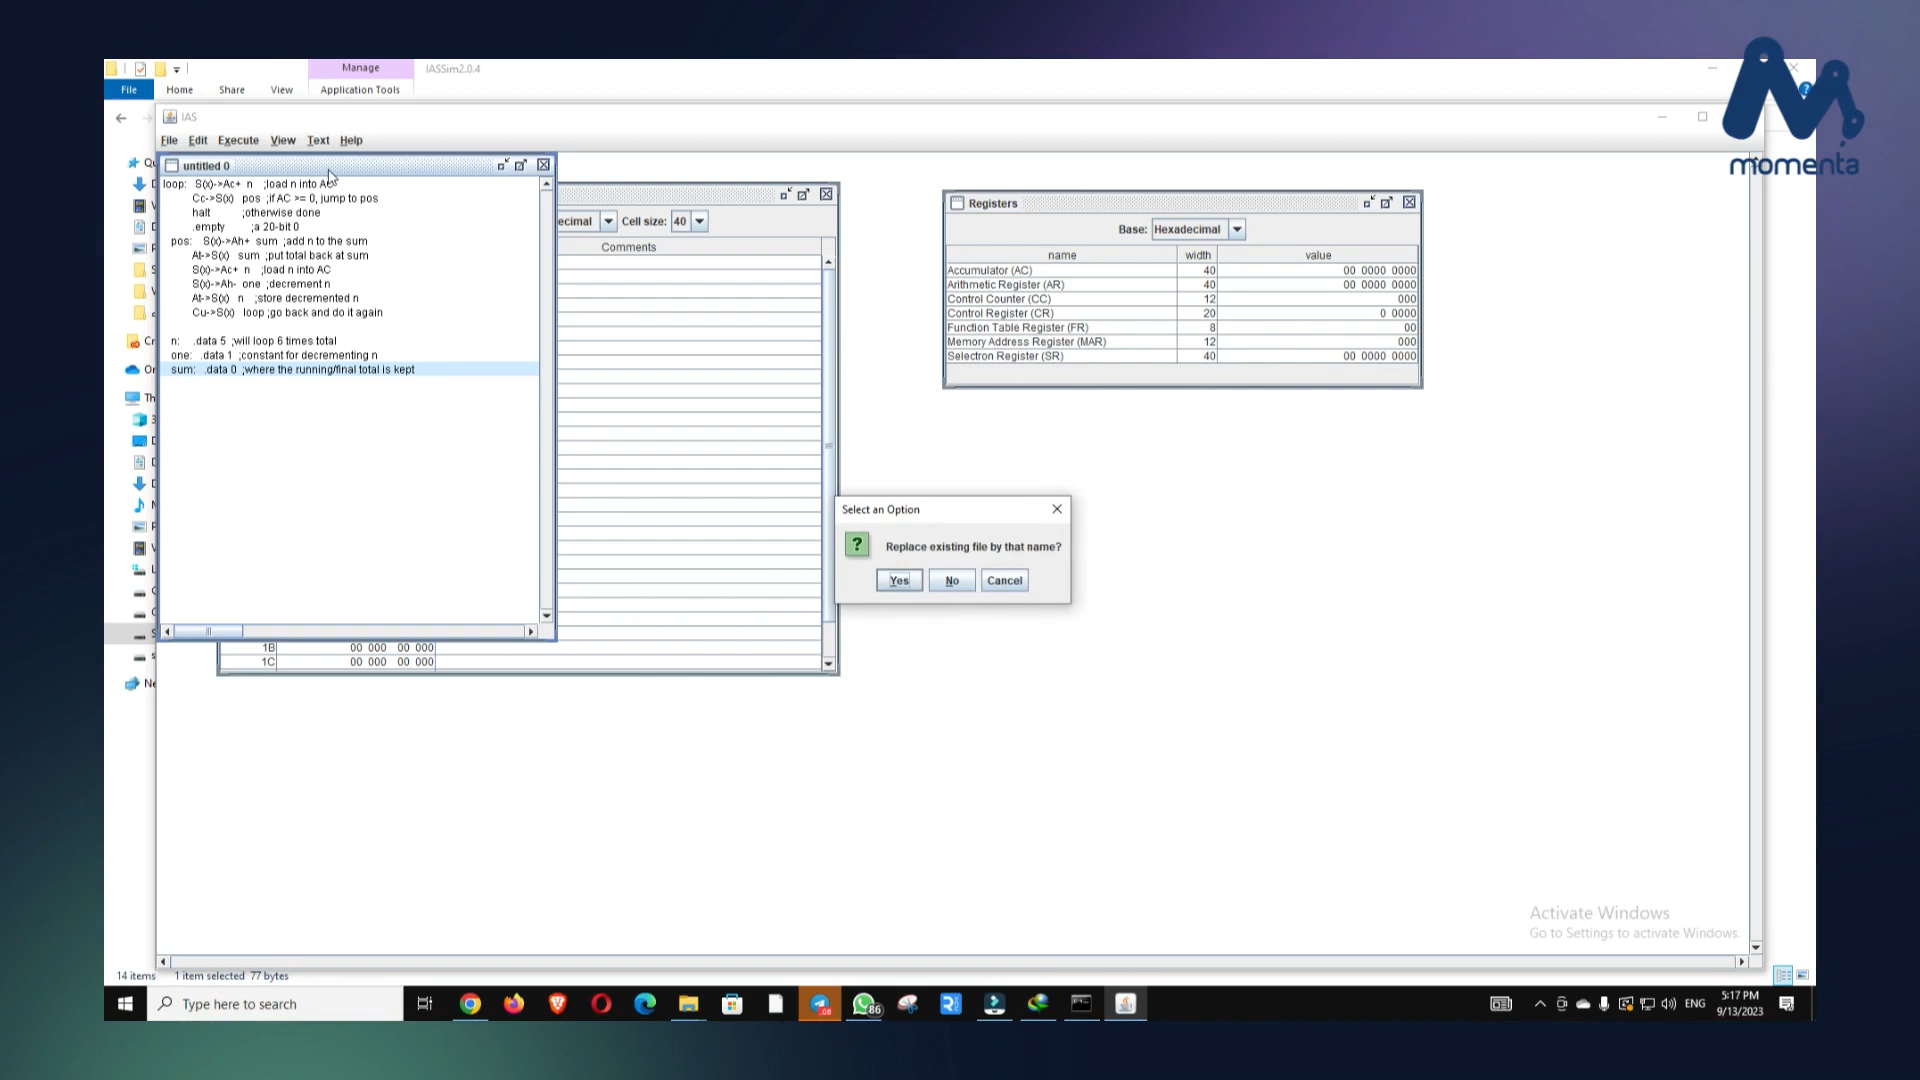 Manage
IASSim2.0.4
File
Home
Share
View
Application Tools
momenta
IAS
File Edit Execute View Text Help
untitled 0
loop: S(x)->Ac+ n ;load n into AC
Cc->S(x) pos ;if AC >= 0, jump to pos
halt ;otherwise done
.empty ;a 20-bit 0
pos: S(x)->Ah+ sum ;add n to the sum
At->S(x) sum ;put total back at sum
S(x)->Ac+ n ;load n into AC
S(x)->Ah- one ;decrement n
At->S(x) n ;store decremented n
Cu->S(x) loop ;go back and do it again
n: .data 5 ;will loop 6 times total
one: .data 1 ;constant for decrementing n
sum: .data 0 ;where the running/final total is kept
Cell size: 40
Comments
1B 00 000 00 000
1C 00 000 00 000
Registers
Base: Hexadecimal
name width value
Accumulator (AC) 40 00 0000 0000
Arithmetic Register (AR) 40 00 0000 0000
Control Counter (CC) 12 000
Control Register (CR) 20 0 0000
Function Table Register (FR) 8 00
Memory Address Register (MAR) 12 000
Selectron Register (SR) 40 00 0000 0000
Select an Option
Replace existing file by that name?
Yes
No
Cancel
Activate Windows
Go to Settings to activate Windows.
14 items 1 item selected 77 bytes
Type here to search
86
ENG
5:17 PM
9/13/2023